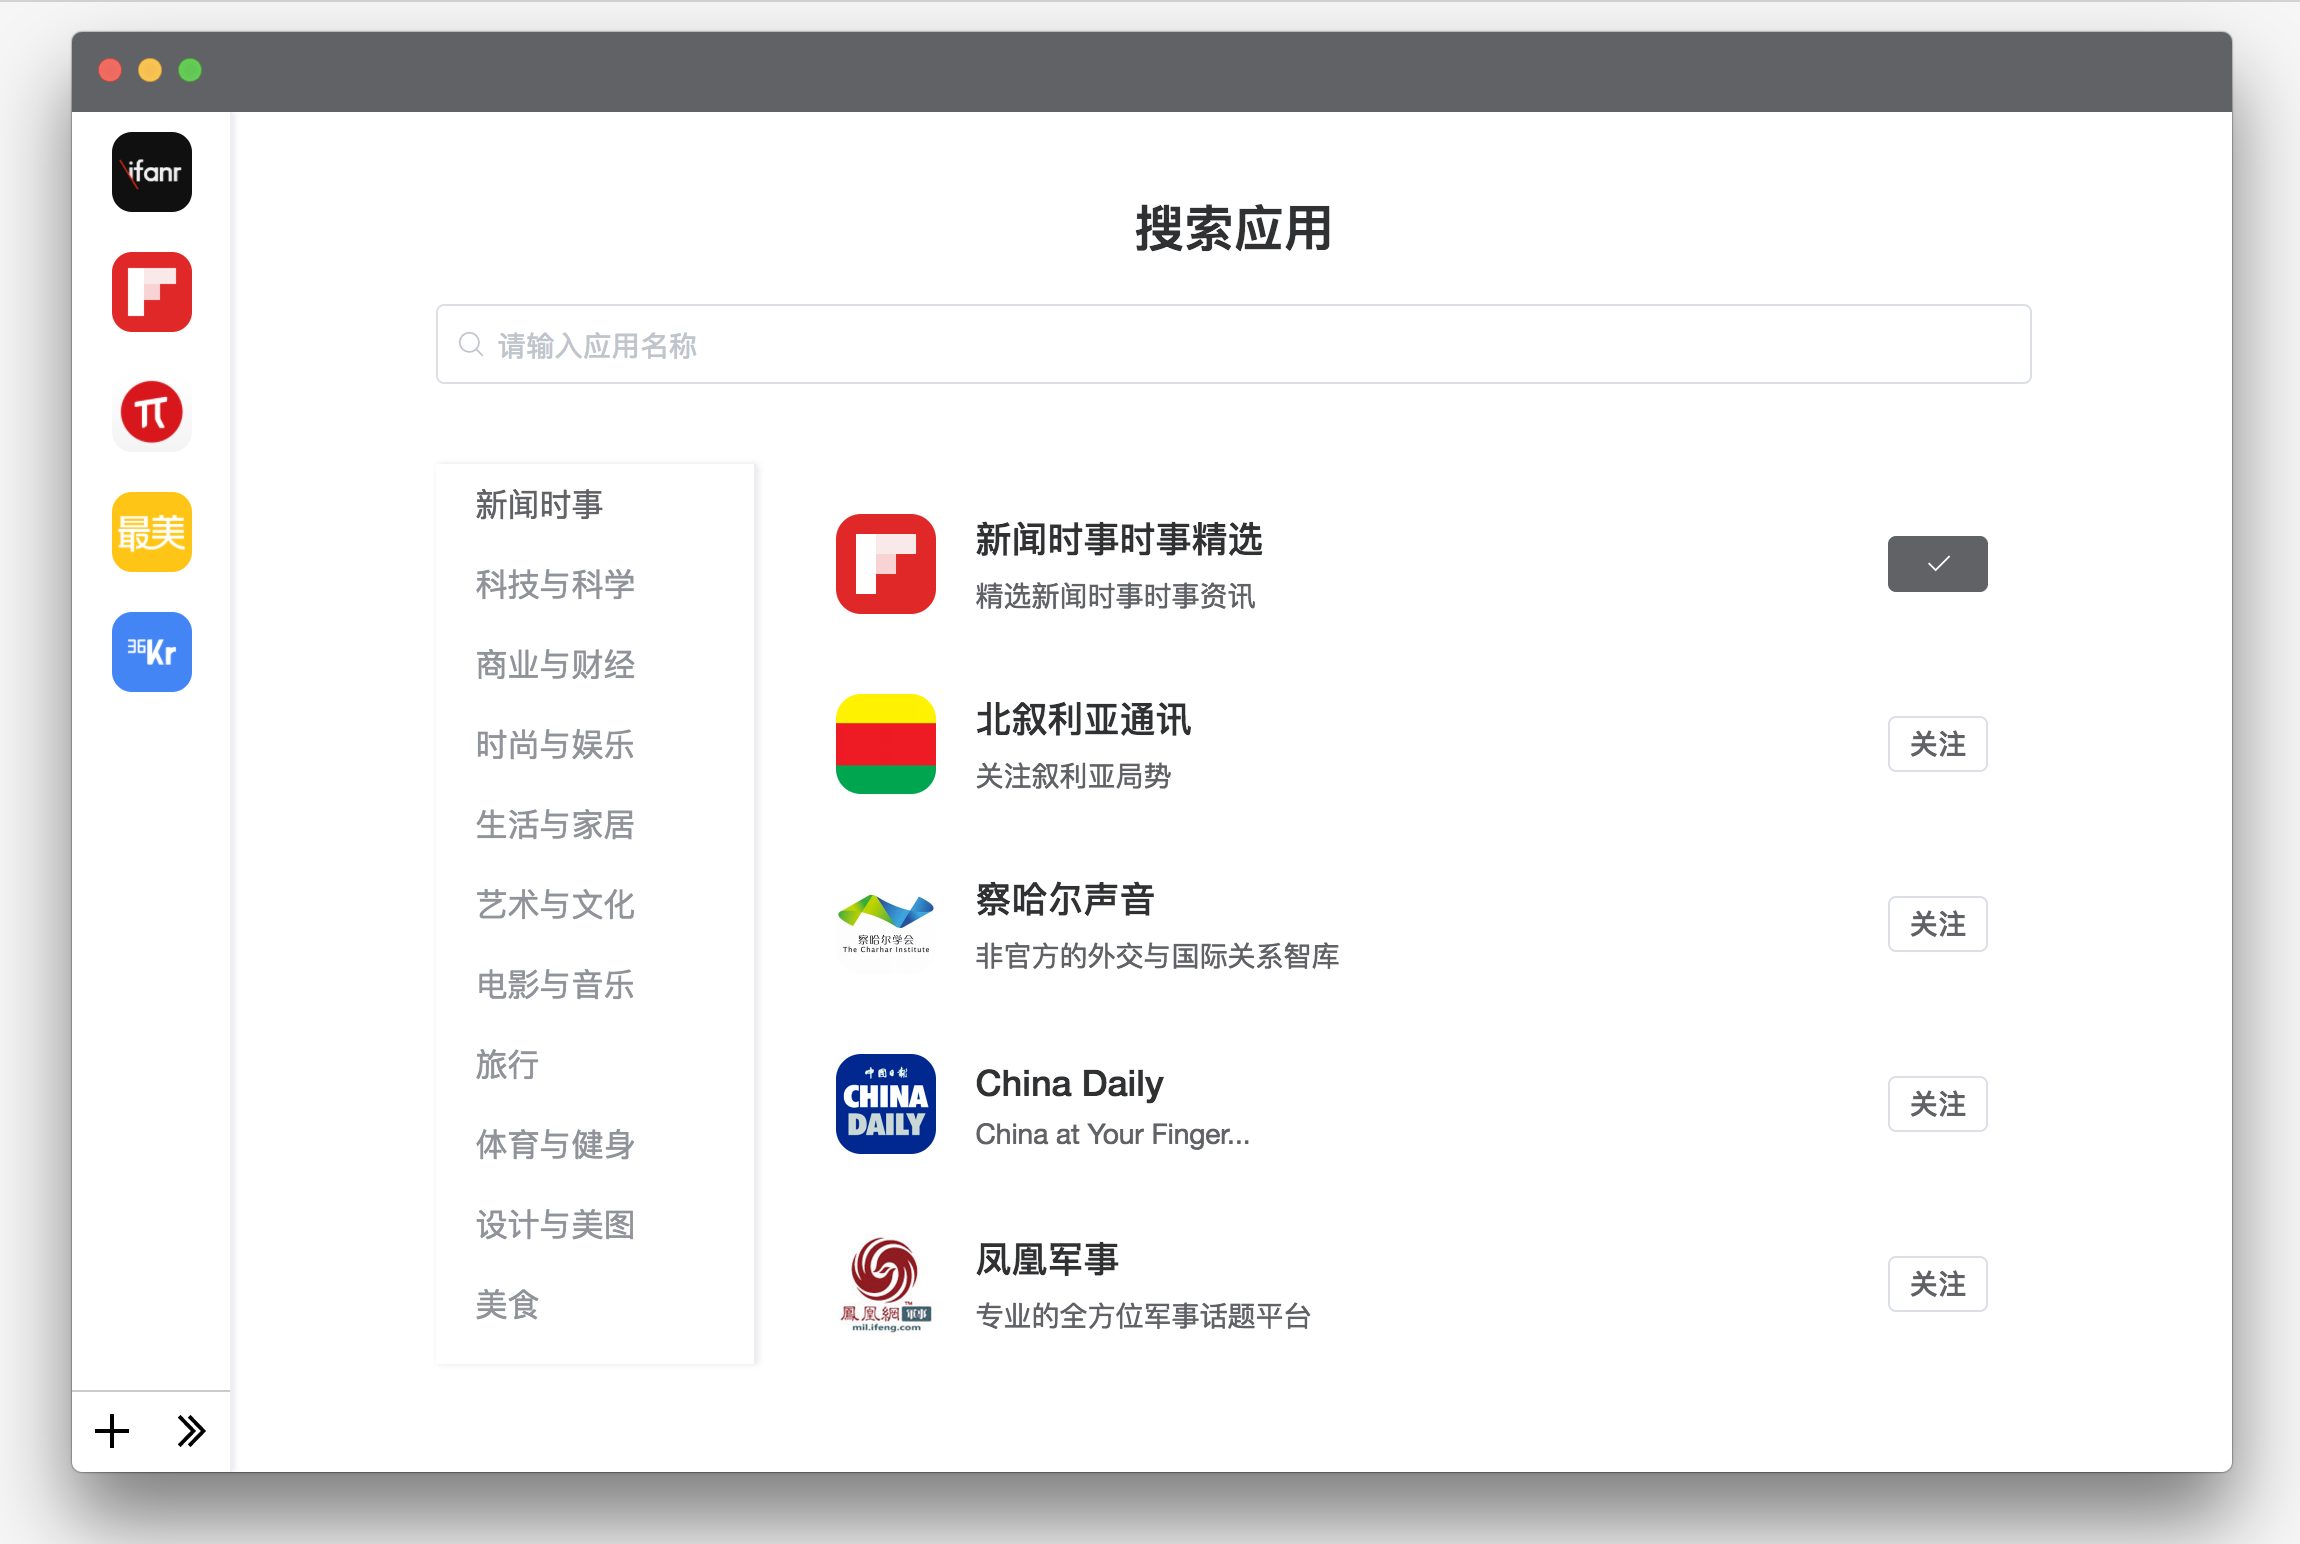 ifanr
最美
36Kr
搜索应用
请输入应用名称
新闻时事
科技与科学
商业与财经
时尚与娱乐
生活与家居
艺术与文化
电影与音乐
旅行
体育与健身
设计与美图
美食
新闻时事时事精选
精选新闻时事时事资讯
北叙利亚通讯
关注叙利亚局势
关注
察哈尔学会
The Charhar Institute
察哈尔声音
非官方的外交与国际关系智库
关注
中国日报
CHINA
DAILY
China Daily
China at Your Finger...
关注
鳳凰網 軍事
mil.ifeng.com
凤凰军事
专业的全方位军事话题平台
关注